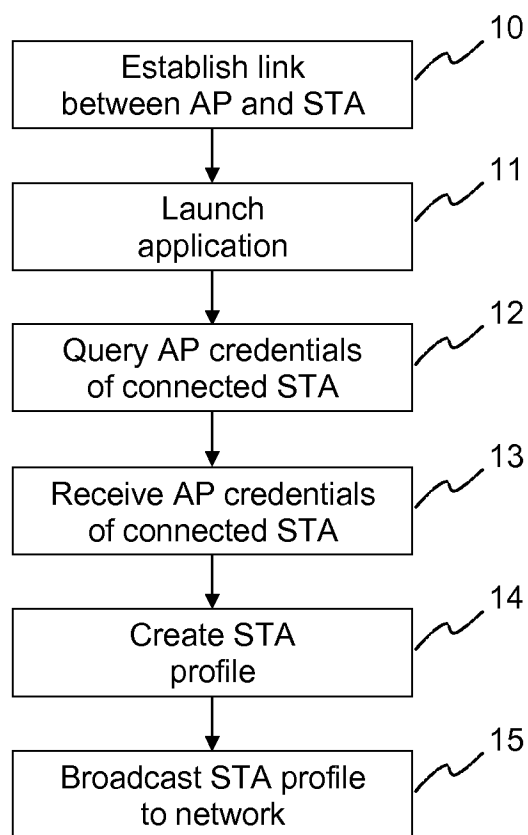 10
Establish link
between AP and STA
11
Launch
application
12
Query AP credentials
of connected STA
13
Receive AP credentials
of connected STA
14
Create STA
profile
15
Broadcast STA profile
to network